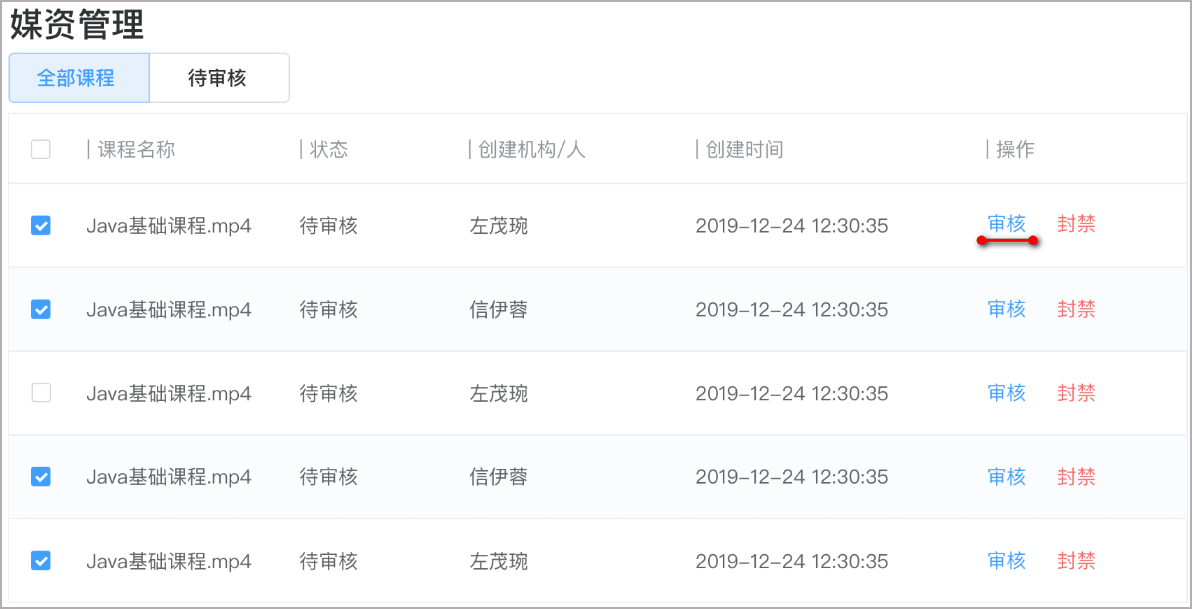 媒资管理
全部课程 待审核
| 课程名称 | 状态 | 创建机构/人 | 创建时间 | 操作
Java基础课程.mp4 待审核 左茂琬 2019-12-24 12:30:35 审核 封禁
Java基础课程.mp4 待审核 信伊蓉 2019-12-24 12:30:35 审核 封禁
Java基础课程.mp4 待审核 左茂琬 2019-12-24 12:30:35 审核 封禁
Java基础课程.mp4 待审核 信伊蓉 2019-12-24 12:30:35 审核 封禁
Java基础课程.mp4 待审核 左茂琬 2019-12-24 12:30:35 审核 封禁